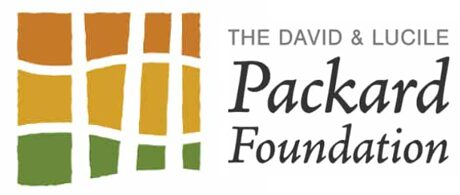 THE DAVID & LUCILE
Packard
Foundation